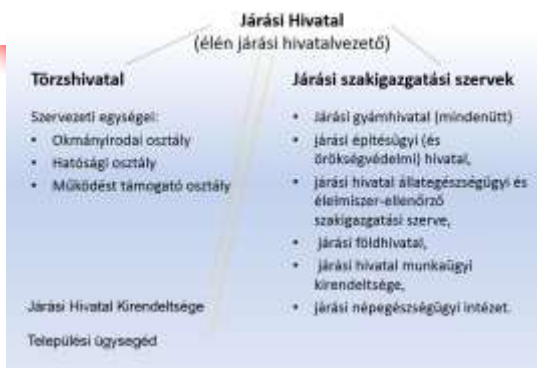 Járási Hivatal
(élén járási hivatalvezető)
Törzshivatal
Szervezeti egységei:
• Okmányirodai osztály
• Hatósági osztály
• Működést támogató osztály
Járási Hivatal Kirendeltsége
Települési ügysegéd
Járási szakigazgatási szervek
• Járási gyámhivatal (mindenütt)
• járási építésügyi (és
örökségvédelmi) hivatal,
• járási hivatal állategészségügyi és
élelmiszer-ellenőrző
szakigazgatási szerve,
• járási földhivatal,
• járási hivatal munkaügyi
kirendeltsége,
• járási népegészségügyi intézet.